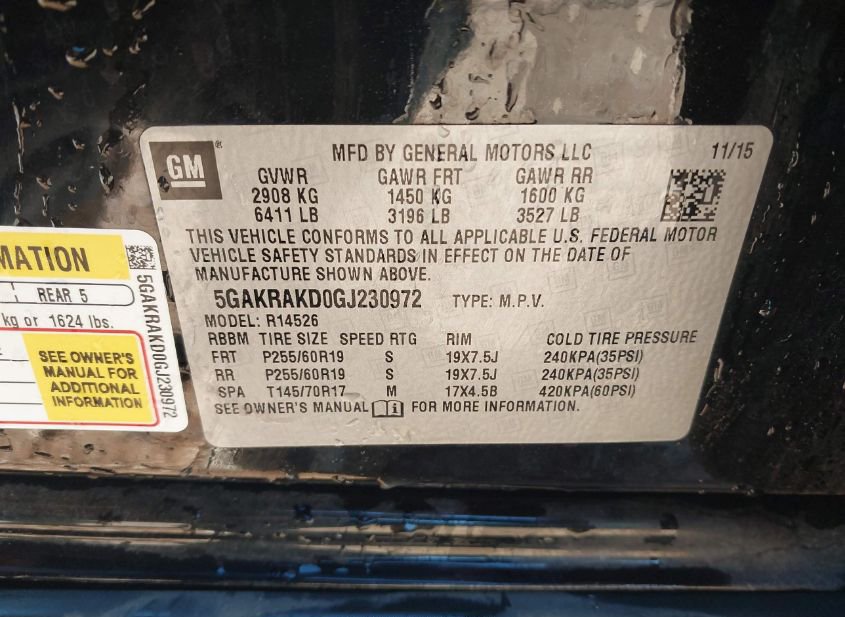 GM
MFD BY GENERAL MOTORS LLC 11/15
GVWR GAWR FRT GAWR RR
2908 KG 1450 KG 1600 KG
6411 LB 3196 LB 3527 LB
THIS VEHICLE CONFORMS TO ALL APPLICABLE U.S. FEDERAL MOTOR
VEHICLE SAFETY STANDARDS IN EFFECT ON THE DATE OF
MANUFACTURE SHOWN ABOVE.
5GAKRAKD0GJ230972 TYPE: M.P.V.
MODEL: R14526
RBBM TIRE SIZE SPEED RTG RIM COLD TIRE PRESSURE
FRT P255/60R19 S 19X7.5J 240KPA(35PSI)
RR P255/60R19 S 19X7.5J 240KPA(35PSI)
SPA T145/70R17 M 17X4.5B 420KPA(60PSI)
SEE OWNER'S MANUAL FOR MORE INFORMATION.
MATION
REAR 5
kg or 1624 lbs.
SEE OWNER'S
MANUAL FOR
ADDITIONAL
INFORMATION
5GAKRAKD0GJ230972